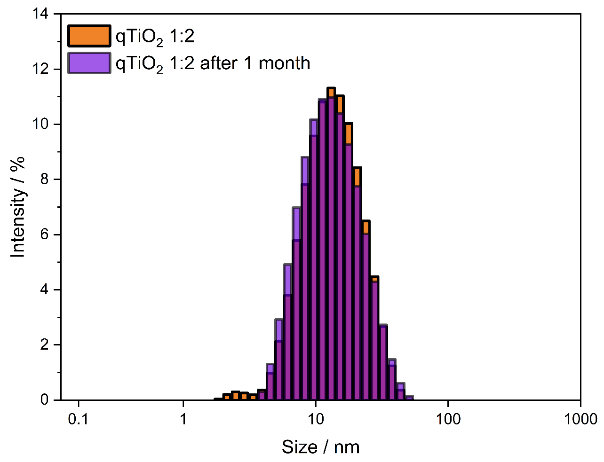 14
12
10
8
6
4
2
0
Intensity / %
qTiO₂ 1:2
qTiO₂ 1:2 after 1 month
0.1 1 10 100 1000
Size / nm